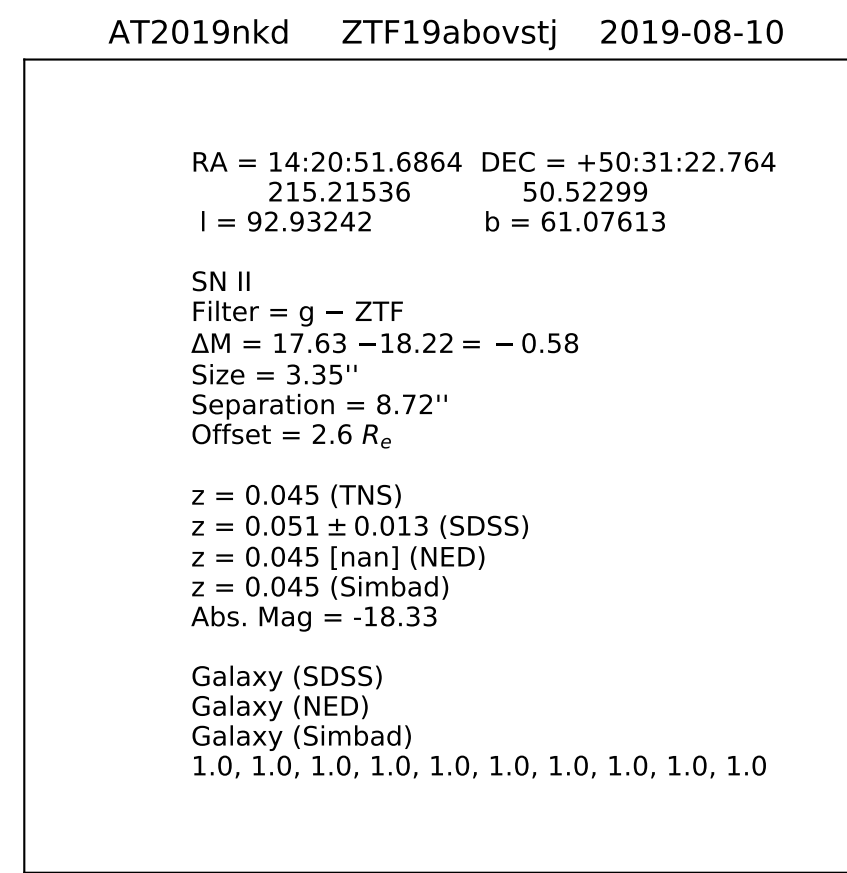 AT2019nkd ZTF19abovstj 2019-08-10
RA = 14:20:51.6864 DEC = +50:31:22.764
215.21536 50.52299
l = 92.93242 b = 61.07613
SN II
Filter = g − ZTF
ΔM = 17.63 −18.22 = − 0.58
Size = 3.35''
Separation = 8.72''
Offset = 2.6 Re
z = 0.045 (TNS)
z = 0.051 ± 0.013 (SDSS)
z = 0.045 [nan] (NED)
z = 0.045 (Simbad)
Abs. Mag = -18.33
Galaxy (SDSS)
Galaxy (NED)
Galaxy (Simbad)
1.0, 1.0, 1.0, 1.0, 1.0, 1.0, 1.0, 1.0, 1.0, 1.0